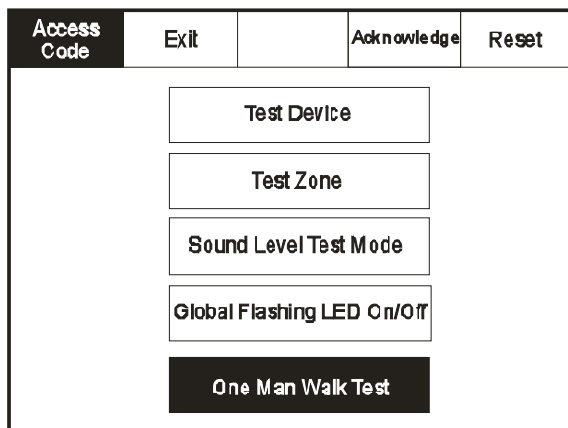 Access
Code
Exit
Acknowledge
Reset
Test Device
Test Zone
Sound Level Test Mode
Global Flashing LED On/Off
One Man Walk Test